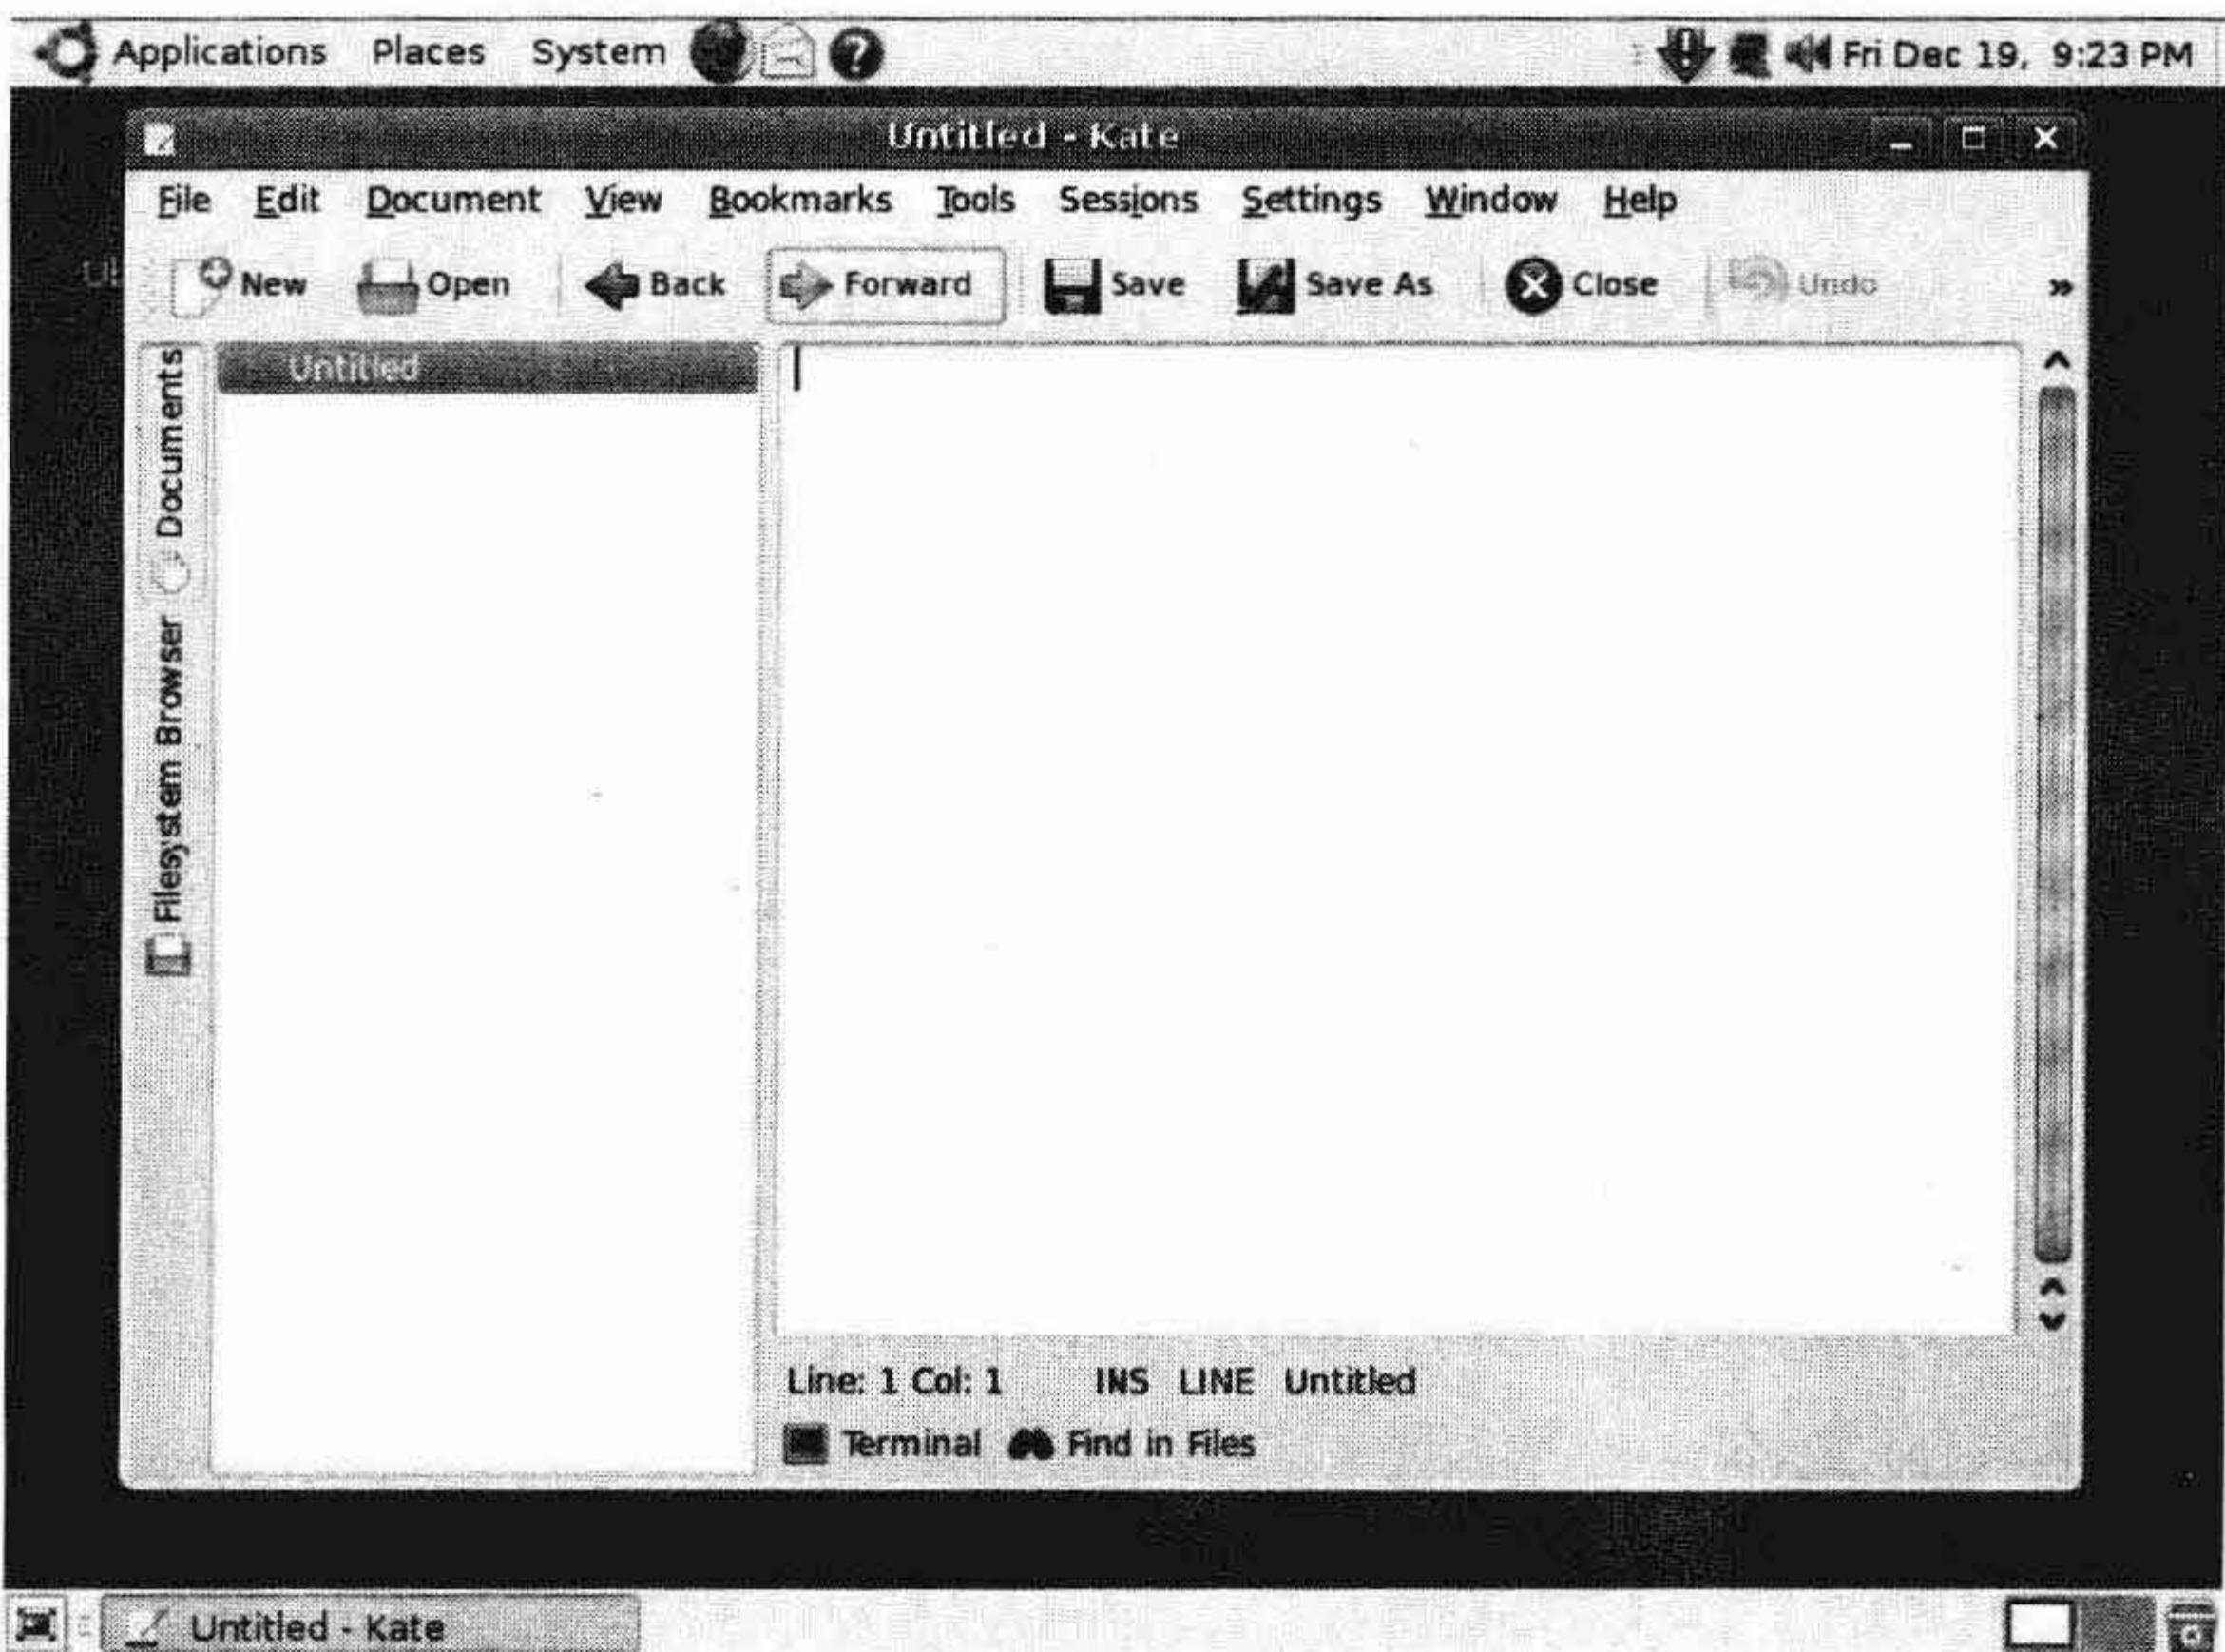 Applications Places System Fri Dec 19, 9:23 PM
Untitled - Kate
File Edit Document View Bookmarks Tools Sessions Settings Window Help
New Open Back Forward Save Save As Close Undo »
Documents
Filesystem Browser
Untitled
Line: 1 Col: 1 INS LINE Untitled
Terminal Find in Files
Untitled - Kate